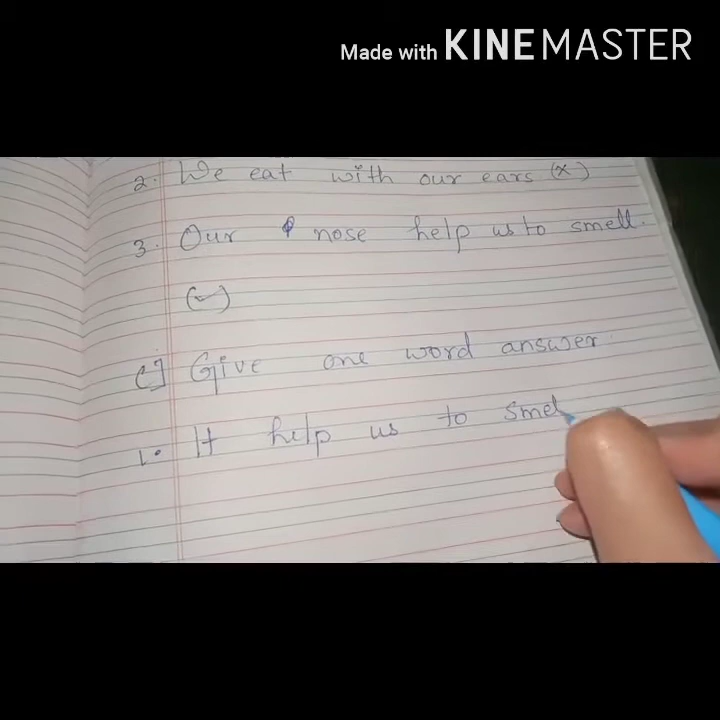 Made with KINEMASTER
2. We eat with our ears (x)
3. Our nose help us to smell.
(✓)
C] Give one word answer.
1. It help us to smel